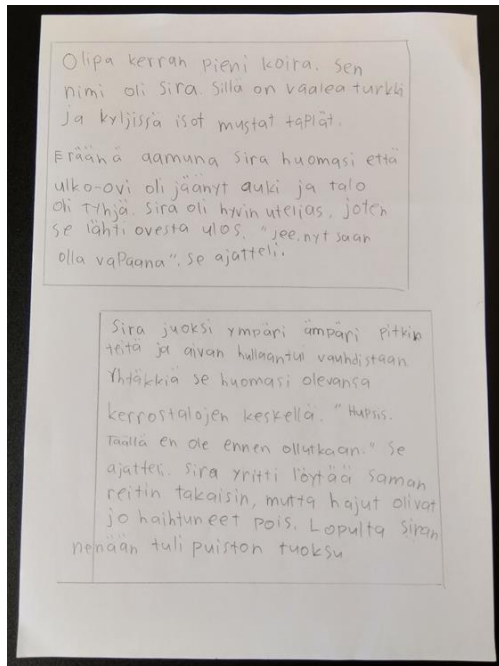 Olipa kerran pieni koira. Sen
nimi oli Sira. Sillä on vaalea turkki
ja kyljissä isot mustat täplät.
Eräänä aamuna Sira huomasi että
ulko-ovi oli jäänyt auki ja talo
oli tyhjä. Sira oli hyvin utelias, joten
se lähti ovesta ulos. "Jee, nyt saan
olla vapaana". se ajatteli.
Sira juoksi ympäri ämpäri pitkin
teitä ja aivan hullaantui vauhdistaan.
Yhtäkkiä se huomasi olevansa
kerrostalojen keskellä. "Hupsis.
Täällä en ole ennen ollutkaan." Se
ajatteli. Sira yritti löytää saman
reitin takaisin, mutta hajut olivat
jo haihtuneet pois. Lopulta Siran
nenään tuli puiston tuoksu